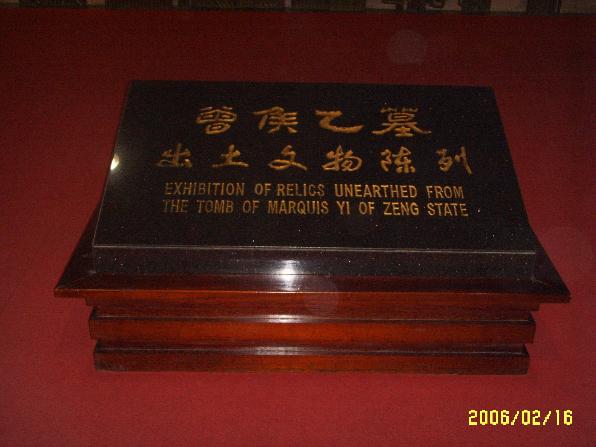 曾侯乙墓
出土文物陈列
EXHIBITION OF RELICS UNEARTHED FROM
THE TOMB OF MARQUIS YI OF ZENG STATE
2006/02/16